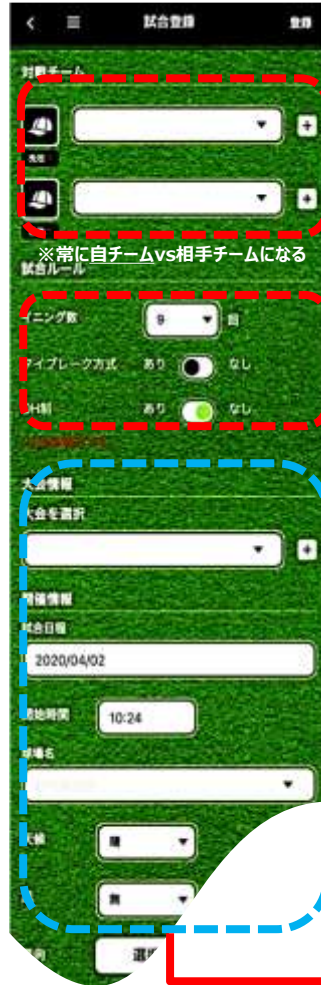 試合登録
登録
対戦チーム
先攻
※常に自チームvs相手チームになる
試合ルール
イニング数
9
回
タイブレーク方式
あり
なし
DH制
あり
なし
大会情報
大会を選択
開催情報
試合日程
2020/04/02
開始時間
10:24
球場名
天候
晴
無